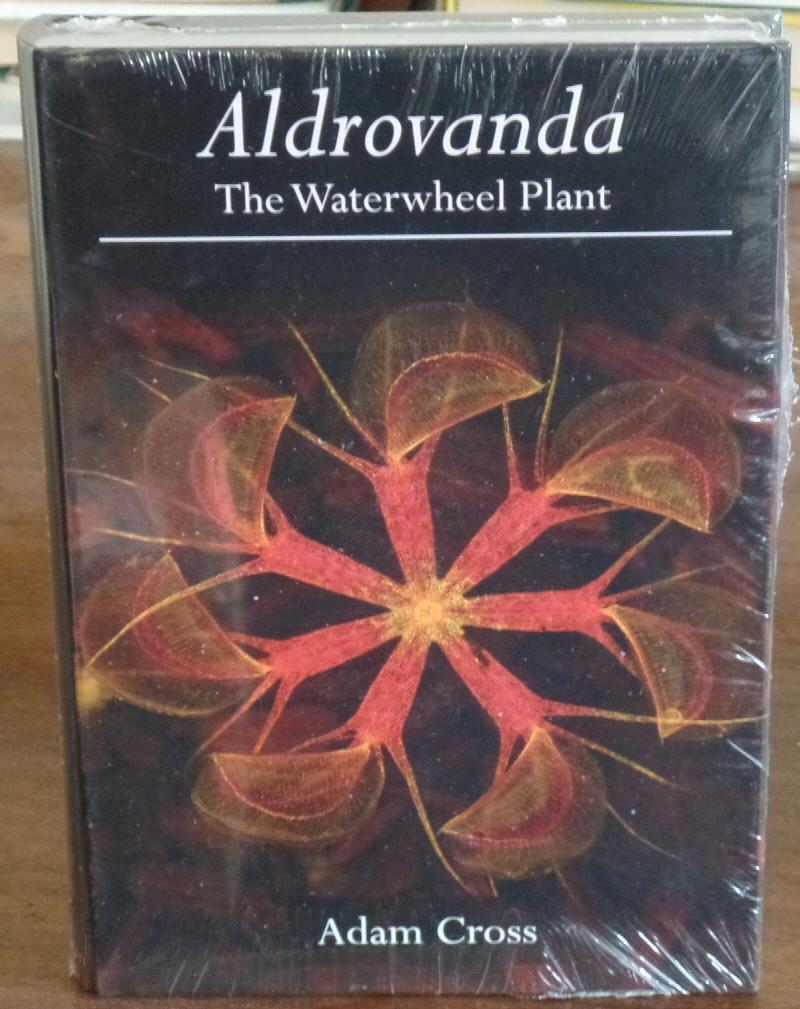 Aldrovanda
The Waterwheel Plant
Adam Cross